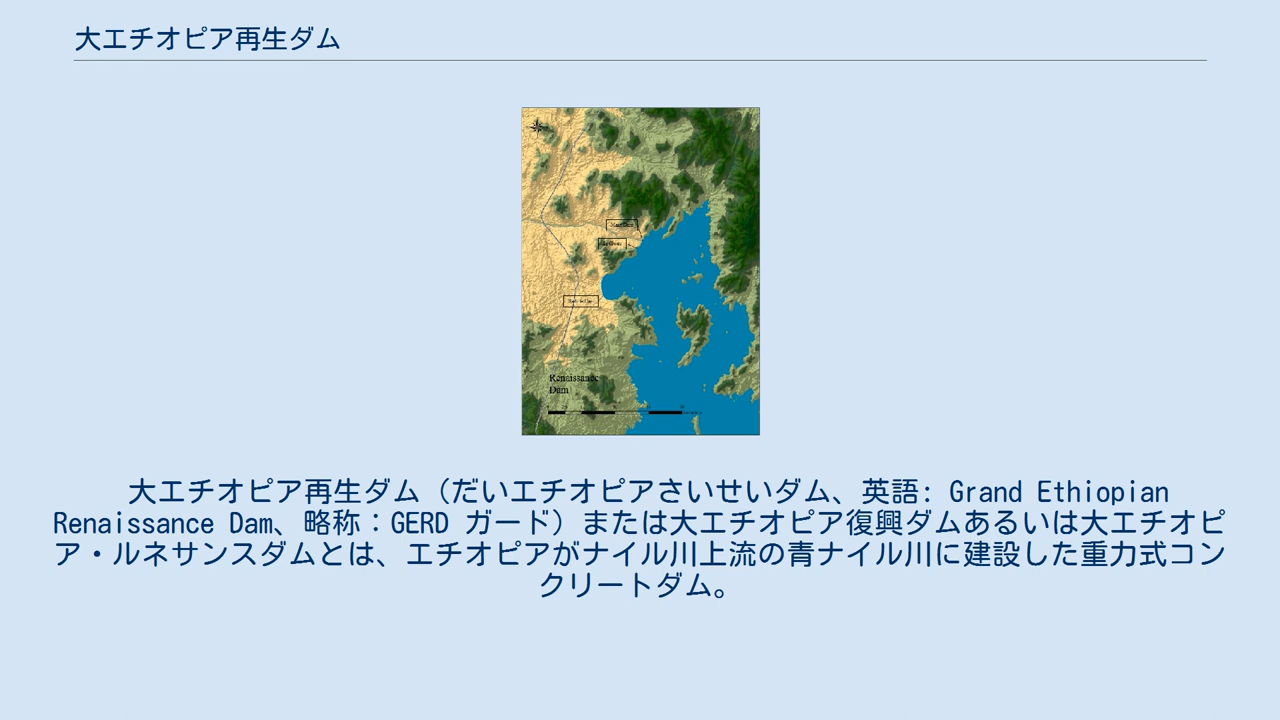 大エチオピア再生ダム
Renaissance
Dam
大エチオピア再生ダム（だいエチオピアさいせいダム、英語: Grand Ethiopian
Renaissance Dam、略称：GERD ガード）または大エチオピア復興ダムあるいは大エチオピ
ア・ルネサンスダムとは、エチオピアがナイル川上流の青ナイル川に建設した重力式コン
クリートダム。